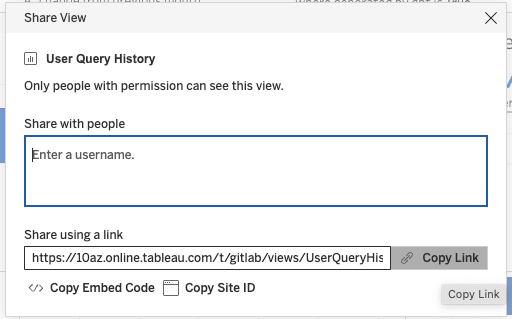 Share View
User Query History
Only people with permission can see this view.
Share with people
Enter a username.
Share using a link
https://10az.online.tableau.com/t/gitlab/views/UserQueryHis
Copy Link
Copy Embed Code
Copy Site ID
Copy Link